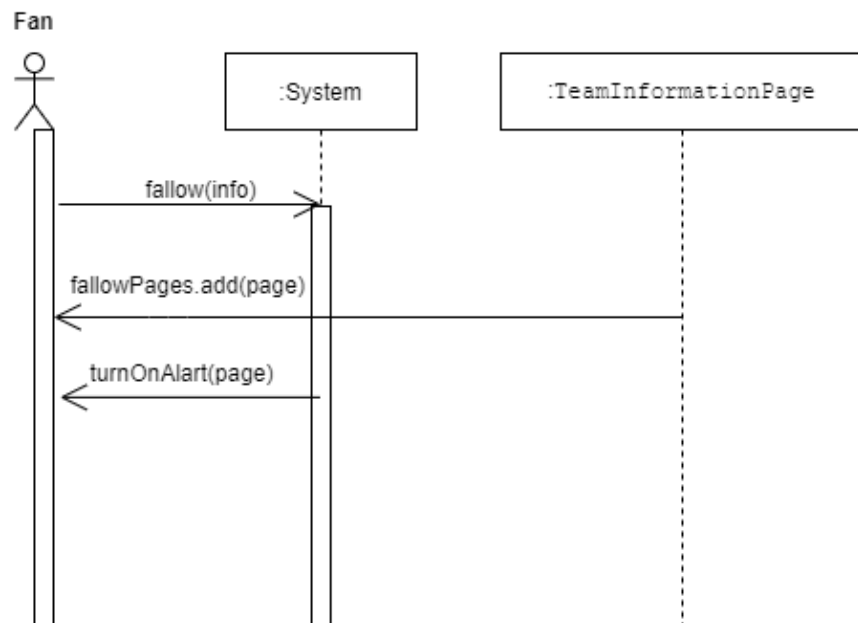 Fan
:System
:TeamInformationPage
fallow(info)
fallowPages.add(page)
turnOnAlart(page)